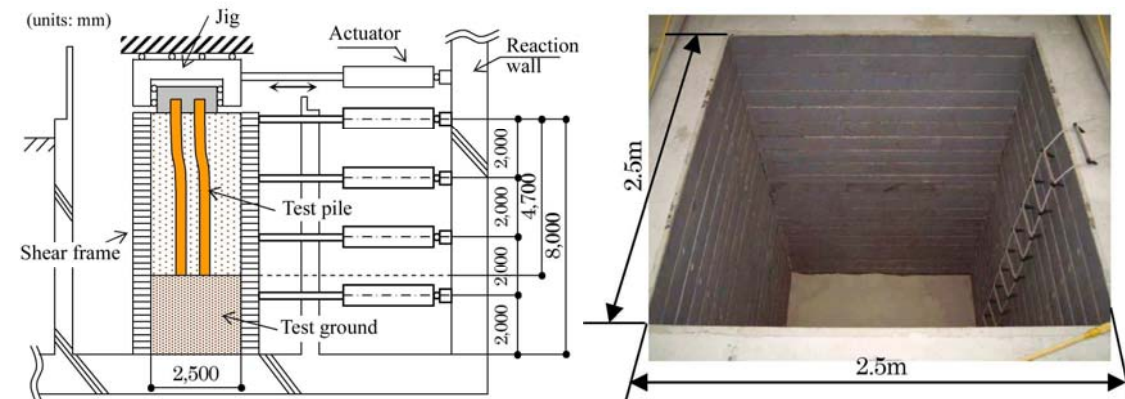 (units: mm)
Jig
Actuator
Reaction
wall
Test pile
Shear frame
Test ground
2,000
2,000
2,000
2,000
4,700
8,000
2,500
2.5m
2.5m